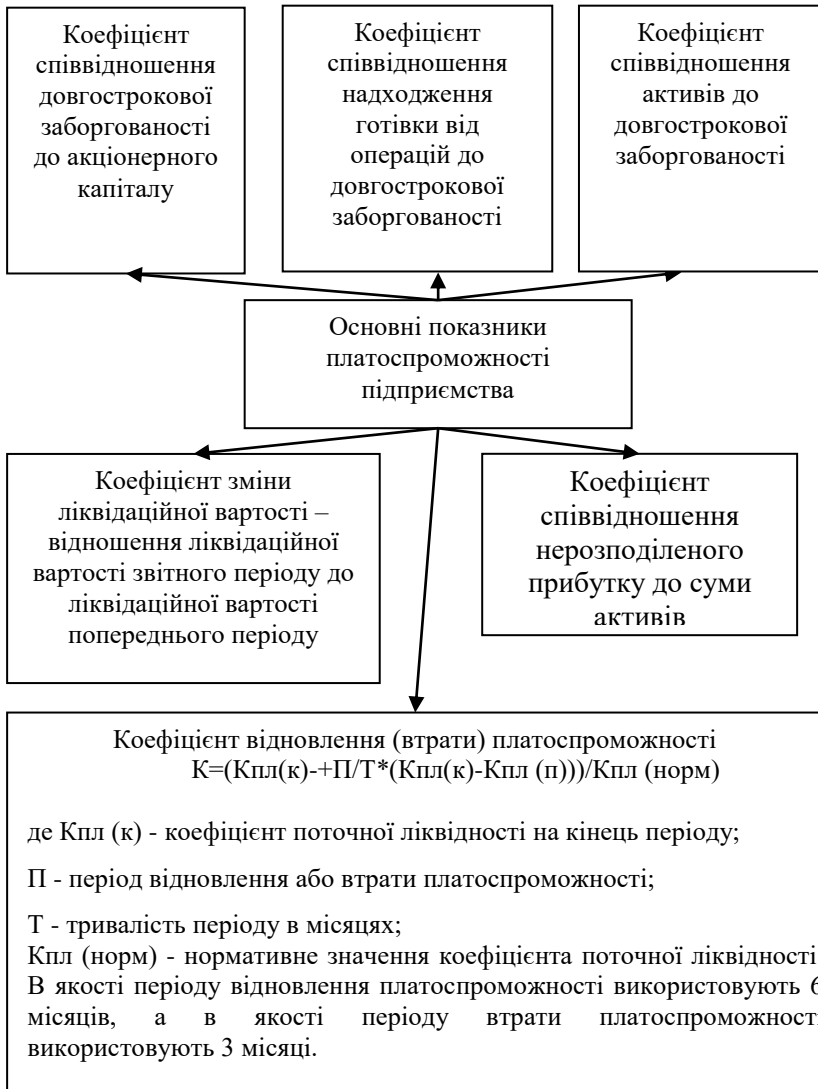 Коефіцієнт
співвідношення
довгострокової
заборгованості
до акціонерного
капіталу
Коефіцієнт
співвідношення
надходження
готівки від
операцій до
довгострокової
заборгованості
Коефіцієнт
співвідношення
активів до
довгострокової
заборгованості
Основні показники
платоспроможності
підприємства
Коефіцієнт зміни
ліквідаційної вартості –
відношення ліквідаційної
вартості звітного періоду до
ліквідаційної вартості
попереднього періоду
Коефіцієнт
співвідношення
нерозподіленого
прибутку до суми
активів
Коефіцієнт відновлення (втрати) платоспроможності
К=(Кпл(к)-+П/Т*(Кпл(к)-Кпл (п)))/Кпл (норм)
де Кпл (к) - коефіцієнт поточної ліквідності на кінець періоду;
П - період відновлення або втрати платоспроможності;
Т - тривалість періоду в місяцях;
Кпл (норм) - нормативне значення коефіцієнта поточної ліквідності
В якості періоду відновлення платоспроможності використовують 6
місяців, а в якості періоду втрати платоспроможності
використовують 3 місяці.